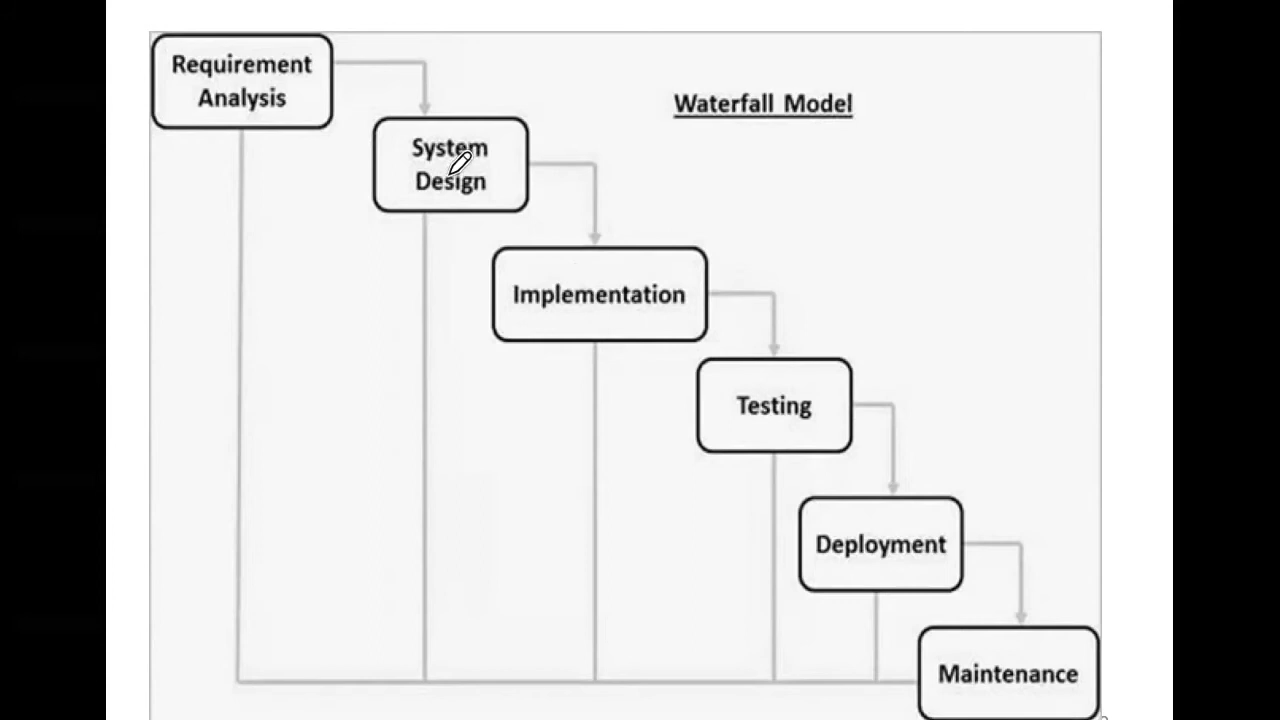 Requirement
Analysis
Waterfall Model
System
Design
Implementation
Testing
Deployment
Maintenance